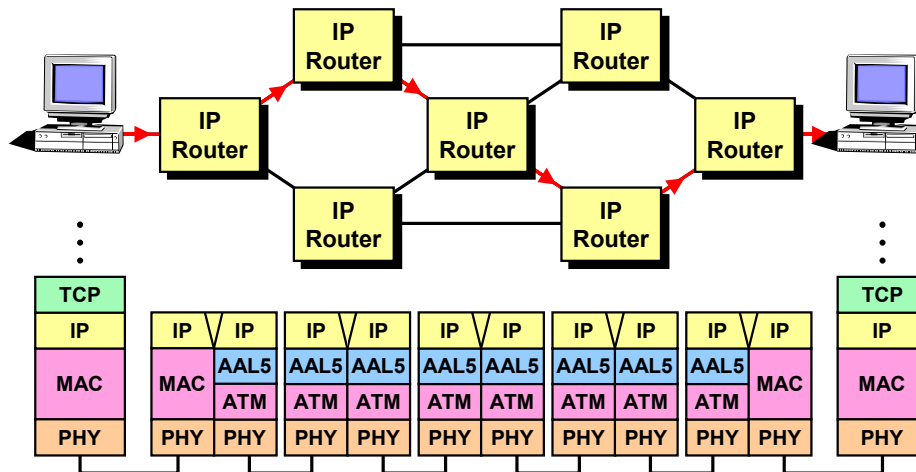 IP Router
IP Router
IP Router
IP Router
IP Router
IP Router
IP Router
TCP TCP
IP IP IP IP IP IP IP IP IP IP IP IP
MAC MAC AAL5 AAL5 AAL5 AAL5 AAL5 AAL5 AAL5 AAL5 MAC MAC
ATM ATM ATM ATM ATM ATM ATM ATM
PHY PHY PHY PHY PHY PHY PHY PHY PHY PHY PHY PHY